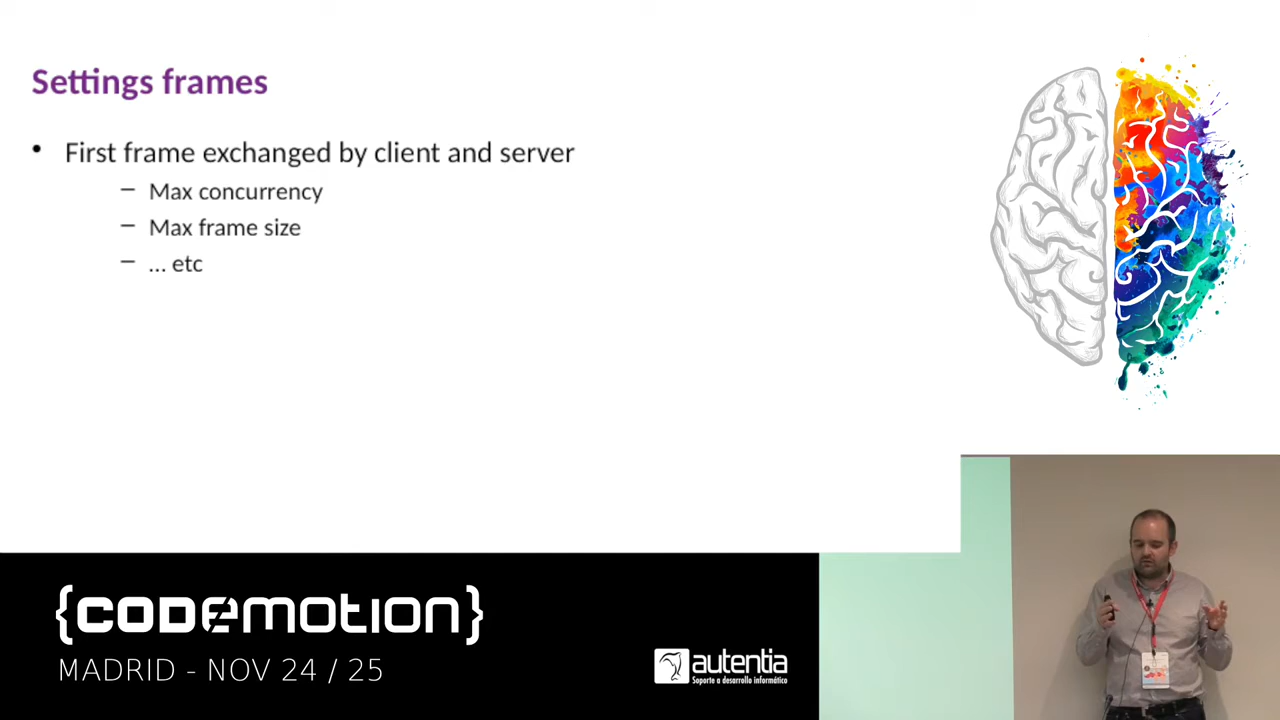 Settings frames
• First frame exchanged by client and server
– Max concurrency
– Max frame size
– ... etc
{codemotion}
MADRID - NOV 24 / 25
autentia
Soporte a desarrollo informático